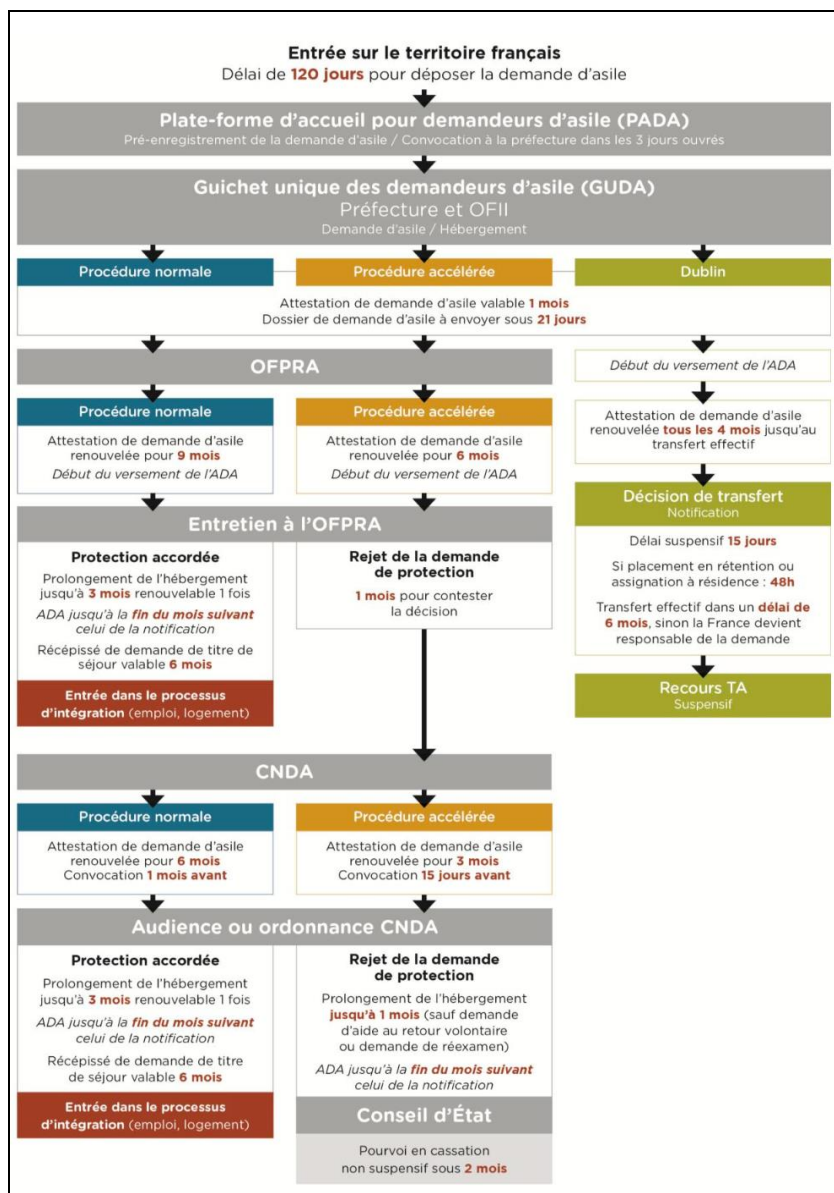 Entrée sur le territoire français
Délai de 120 jours pour déposer la demande d'asile
Plate-forme d'accueil pour demandeurs d'asile (PADA)
Pré-enregistrement de la demande d'asile / Convocation à la préfecture dans les 3 jours ouvrés
Guichet unique des demandeurs d'asile (GUDA)
Préfecture et OFII
Demande d'asile / Hébergement
Procédure normale
Procédure accélérée
Dublin
Attestation de demande d'asile valable 1 mois
Dossier de demande d'asile à envoyer sous 21 jours
OFPRA
Procédure normale
Attestation de demande d'asile
renouvelée pour 9 mois
Début du versement de l'ADA
Procédure accélérée
Attestation de demande d'asile
renouvelée pour 6 mois
Début du versement de l'ADA
Début du versement de l'ADA
Attestation de demande d'asile
renouvelée tous les 4 mois jusqu'au
transfert effectif
Décision de transfert
Notification
Délai suspensif 15 jours
Si placement en rétention ou
assignation à résidence : 48h
Transfert effectif dans un délai de
6 mois, sinon la France devient
responsable de la demande
Recours TA
Suspensif
Entretien à l'OFPRA
Protection accordée
Prolongement de l'hébergement
jusqu'à 3 mois renouvelable 1 fois
ADA jusqu'à la fin du mois suivant
celui de la notification
Récépissé de demande de titre de
séjour valable 6 mois
Entrée dans le processus
d'intégration (emploi, logement)
Rejet de la demande
de protection
1 mois pour contester
la décision
CNDA
Procédure normale
Attestation de demande d'asile
renouvelée pour 6 mois
Convocation 1 mois avant
Procédure accélérée
Attestation de demande d'asile
renouvelée pour 3 mois
Convocation 15 jours avant
Audience ou ordonnance CNDA
Protection accordée
Prolongement de l'hébergement
jusqu'à 3 mois renouvelable 1 fois
ADA jusqu'à la fin du mois suivant
celui de la notification
Récépissé de demande de titre
de séjour valable 6 mois
Entrée dans le processus
d'intégration (emploi, logement)
Rejet de la demande
de protection
Prolongement de l'hébergement
jusqu'à 1 mois (sauf demande
d'aide au retour volontaire
ou demande de réexamen)
ADA jusqu'à la fin du mois suivant
celui de la notification
Conseil d'État
Pourvoi en cassation
non suspensif sous 2 mois